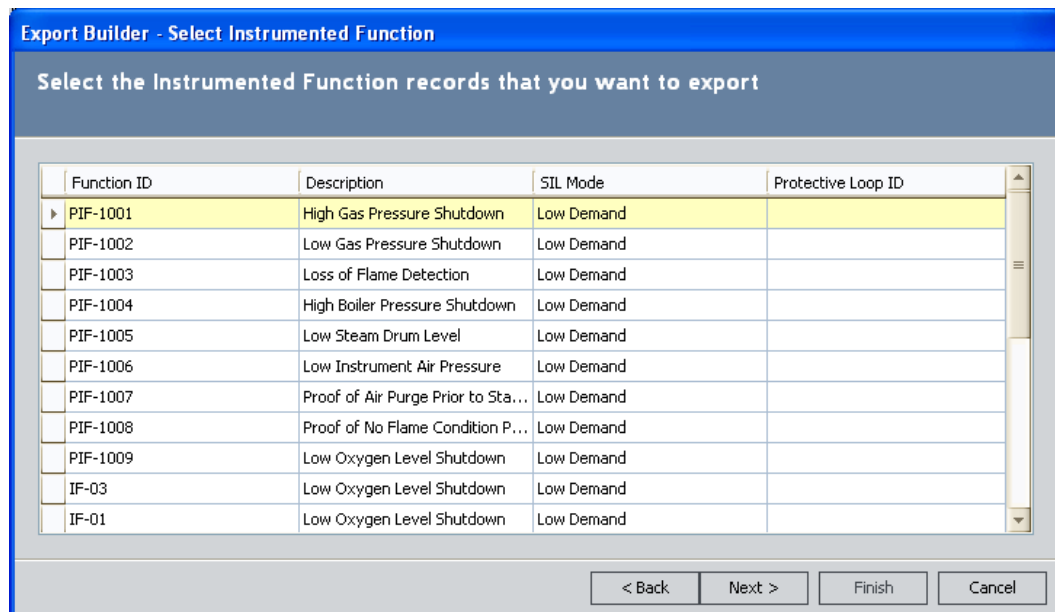 Export Builder - Select Instrumented Function
Select the Instrumented Function records that you want to export
Function ID Description SIL Mode Protective Loop ID
PIF-1001 High Gas Pressure Shutdown Low Demand
PIF-1002 Low Gas Pressure Shutdown Low Demand
PIF-1003 Loss of Flame Detection Low Demand
PIF-1004 High Boiler Pressure Shutdown Low Demand
PIF-1005 Low Steam Drum Level Low Demand
PIF-1006 Low Instrument Air Pressure Low Demand
PIF-1007 Proof of Air Purge Prior to Sta... Low Demand
PIF-1008 Proof of No Flame Condition P... Low Demand
PIF-1009 Low Oxygen Level Shutdown Low Demand
IF-03 Low Oxygen Level Shutdown Low Demand
IF-01 Low Oxygen Level Shutdown Low Demand
< Back Next > Finish Cancel